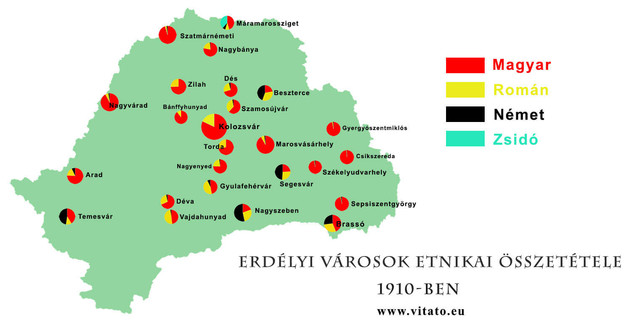 Máramarossziget
Szatmárnémeti
Nagybánya
Zilah
Dés
Beszterce
Nagyvárad
Bánffyhunyad
Szamosújvár
Kolozsvár
Gyergyószentmiklós
Torda
Marosvásárhely
Csíkszereda
Nagyenyed
Székelyudvarhely
Arad
Gyulafehérvár
Segesvár
Déva
Sepsiszentgyörgy
Temesvár
Vajdahunyad
Nagyszeben
Brassó
Magyar
Román
Német
Zsidó
ERDÉLYI VÁROSOK ETNIKAI ÖSSZETÉTELE
1910-BEN
www.vitato.eu